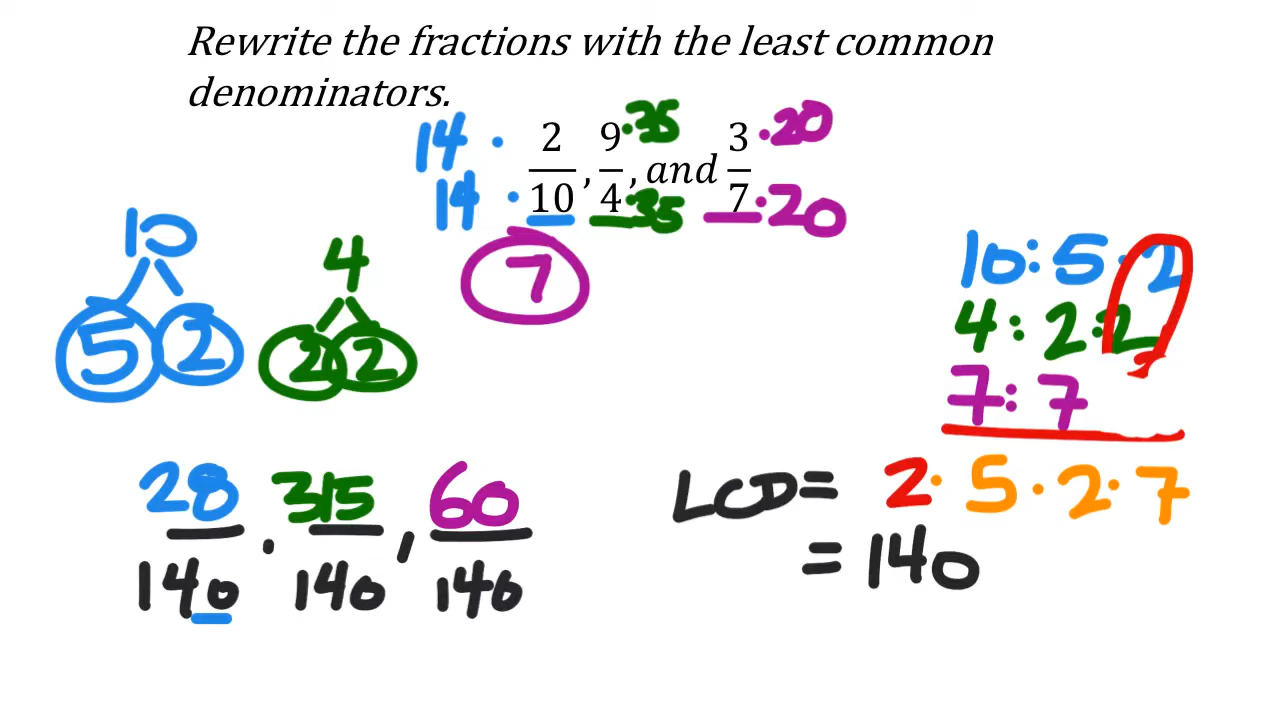 Rewrite the fractions with the least common
denominators.
14 · 2/10 · 14, 9/4 · 35/35, and 3/7 · 20/20
10
5 2
4
2 2
7
10: 5 · 2
4: 2 · 2
7: 7
LCD = 2 · 5 · 2 · 7
= 140
28/140 . 315/140 , 60/140